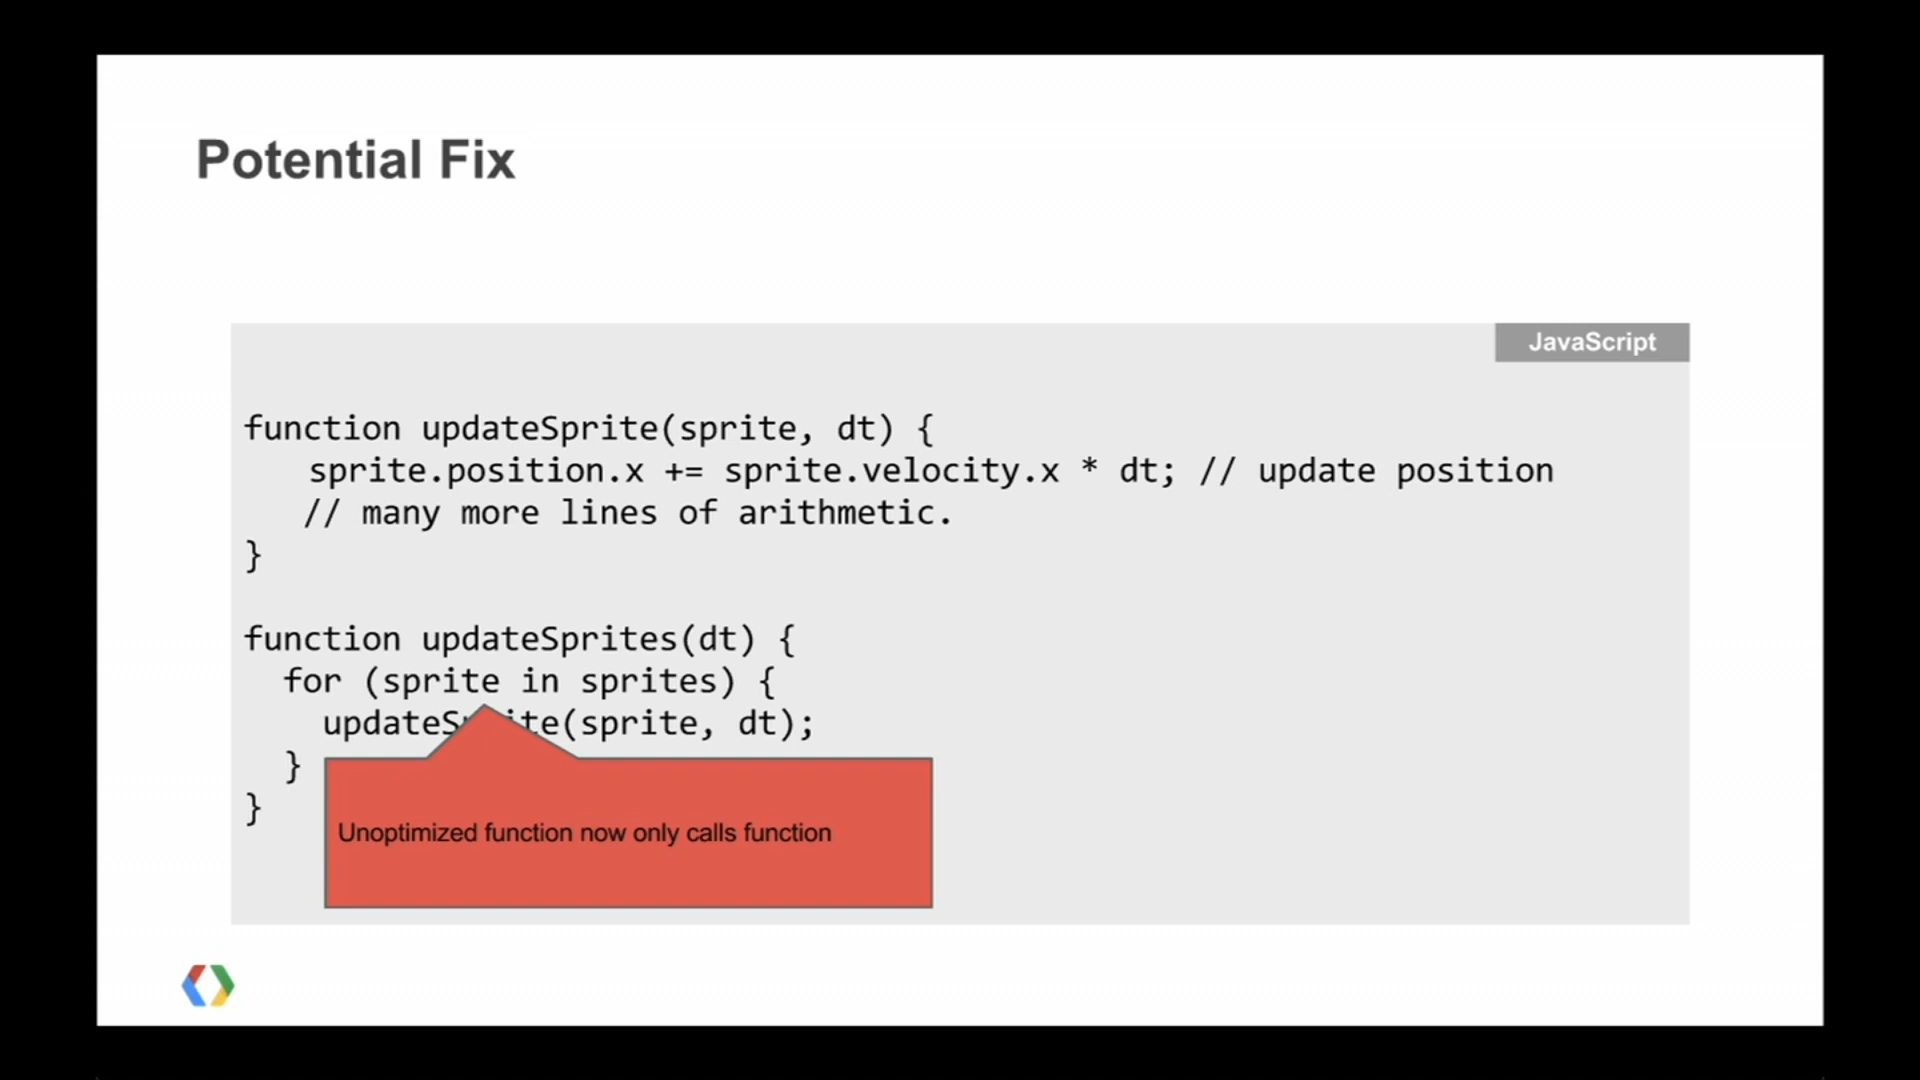 Potential Fix
JavaScript
function updateSprite(sprite, dt) {
sprite.position.x += sprite.velocity.x * dt; // update position
// many more lines of arithmetic.
}
function updateSprites(dt) {
for (sprite in sprites) {
updateSprite(sprite, dt);
}
}
Unoptimized function now only calls function